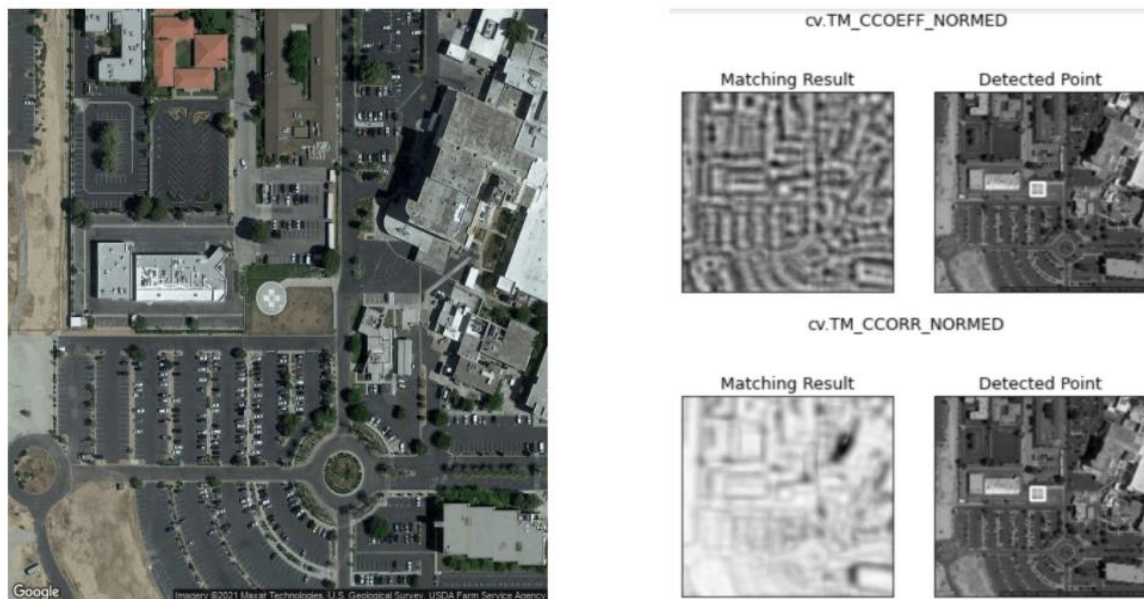 cv.TM_CCOEFF_NORMED
Matching Result
Detected Point
cv.TM_CCORR_NORMED
Matching Result
Detected Point
Google
Imagery ©2021 Maxar Technologies, U.S. Geological Survey, USDA Farm Service Agency